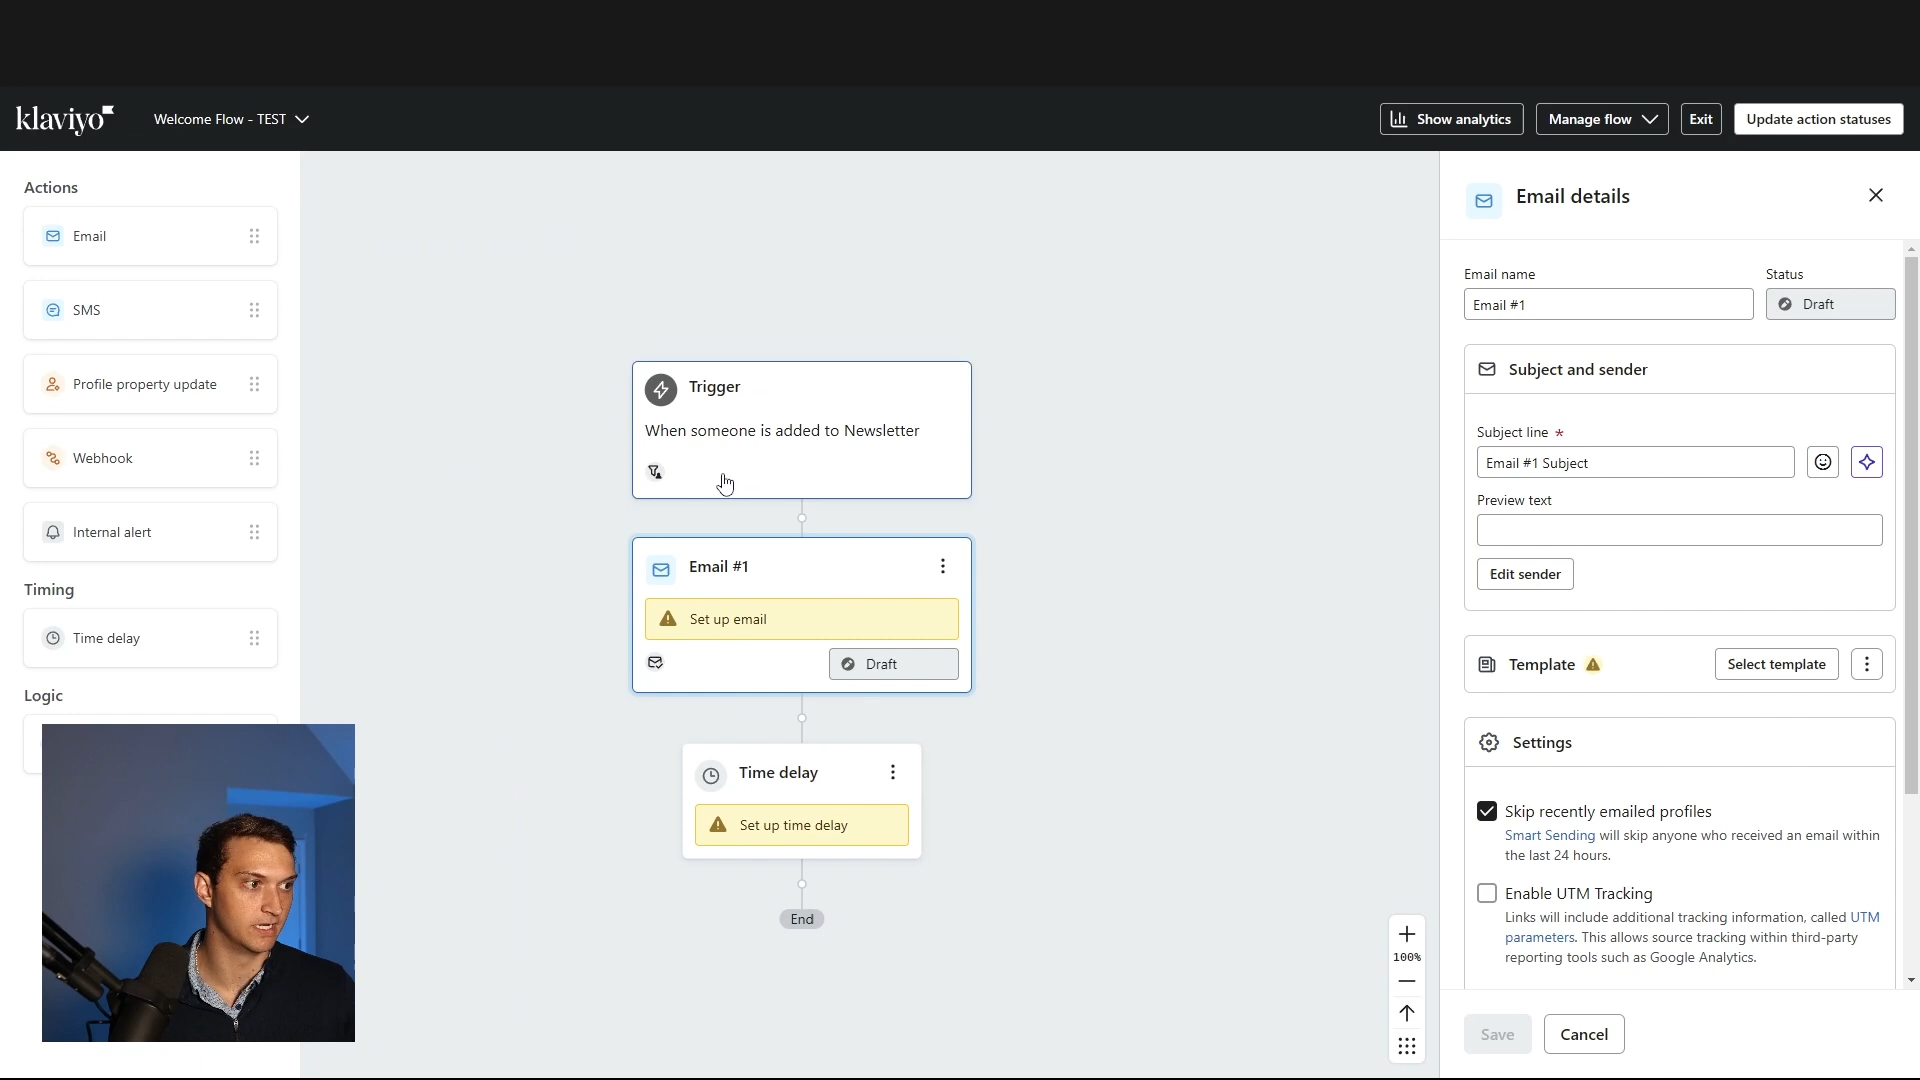 klaviyo
Welcome Flow - TEST
Show analytics
Manage flow
Exit
Update action statuses
Actions
Email
SMS
Profile property update
Webhook
Internal alert
Timing
Time delay
Logic
Trigger
When someone is added to Newsletter
Email #1
Set up email
Draft
Time delay
Set up time delay
End
100%
Email details
Email name
Status
Email #1
Draft
Subject and sender
Subject line *
Email #1 Subject
Preview text
Edit sender
Template
Select template
Settings
Skip recently emailed profiles
Smart Sending will skip anyone who received an email within
the last 24 hours.
Enable UTM Tracking
Links will include additional tracking information, called UTM
parameters. This allows source tracking within third-party
reporting tools such as Google Analytics.
Save
Cancel